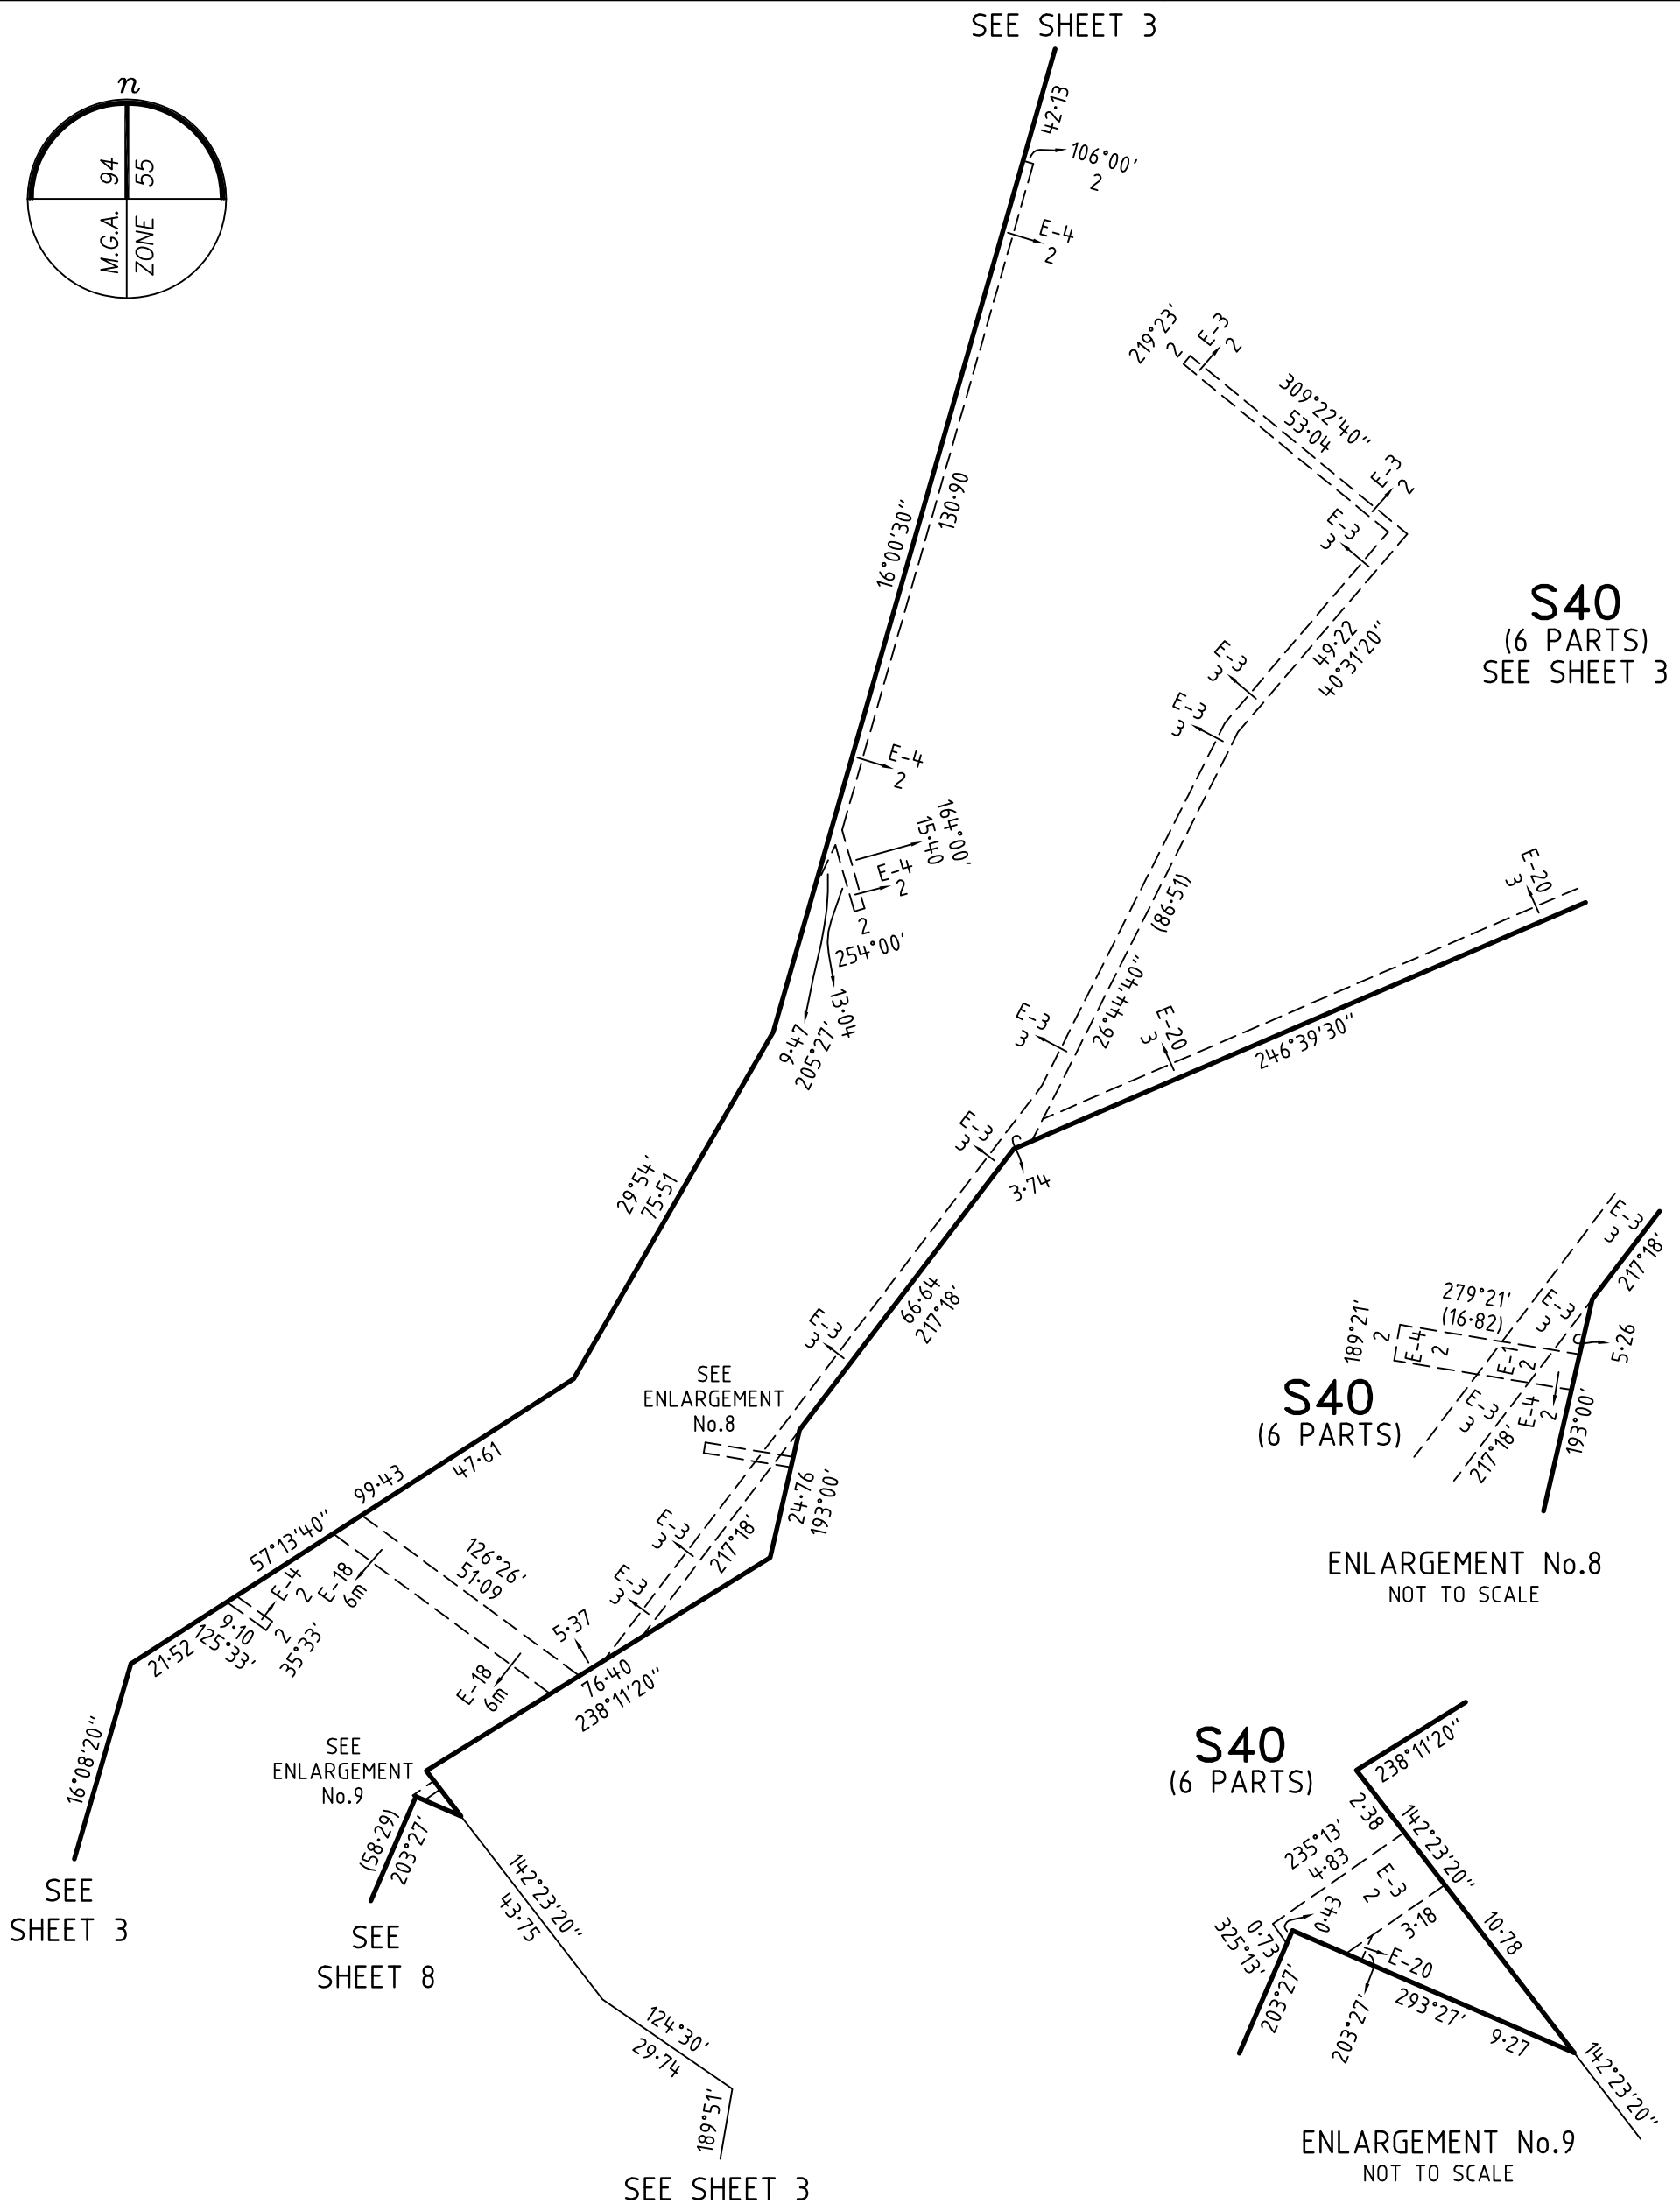 SEE SHEET 3
n
M.G.A.
94
ZONE
55
42·13
106°00'
2
E-4
2
219°23'
2
E-3
2
309°22'40"
53·04
E-3
2
E-3
3
16°00'30"
130·90
S40
(6 PARTS)
SEE SHEET 3
49·22
40°31'20"
E-3
3
E-3
3
E-4
2
164°00'
15·40
E-4
2
2
254°00'
13·04
9·47
205°27'
(86·51)
26°44'40"
E-20
3
E-20
3
246°39'30"
E-3
3
E-3
3
3·74
29°54'
75·51
66·64
217°18'
E-3
3
SEE
ENLARGEMENT
No.8
24·76
193°00'
217°18'
E-3
3
E-3
3
99·43
47·61
57°13'40"
126°26'
51·09
E-18
6m
E-4
2
9·10
125°33'
2
35°33'
21·52
5·37
E-18
6m
76·40
238°11'20"
16°08'20"
SEE
SHEET 3
SEE
ENLARGEMENT
No.9
(58·29)
203°27'
SEE
SHEET 8
142°23'20"
43·75
124°30'
29·74
189°51'
SEE SHEET 3
E-3
3
217°18'
279°21'
(16·82)
189°21'
2
E-4
2
E-3
3
E-1
2
5·26
E-3
3
E-4
2
217°18'
193°00'
S40
(6 PARTS)
ENLARGEMENT No.8
NOT TO SCALE
S40
(6 PARTS)
238°11'20"
2·38
142°23'20"
235°13'
4·83
E-3
2
0·43
3·18
0·73
325°13'
10·78
E-20
203°27'
203°27'
293°27'
9·27
142°23'20"
ENLARGEMENT No.9
NOT TO SCALE